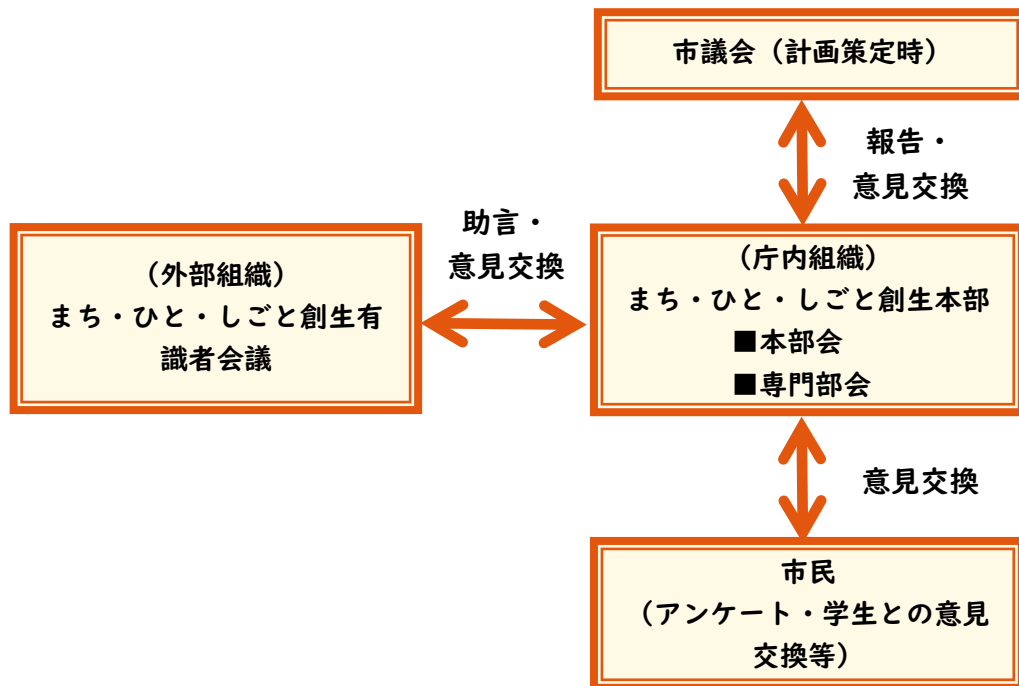 市議会（計画策定時）
報告・
意見交換
助言・
意見交換
（外部組織）
まち・ひと・しごと創生有
識者会議
（庁内組織）
まち・ひと・しごと創生本部
■本部会
■専門部会
意見交換
市民
（アンケート・学生との意見
交換等）